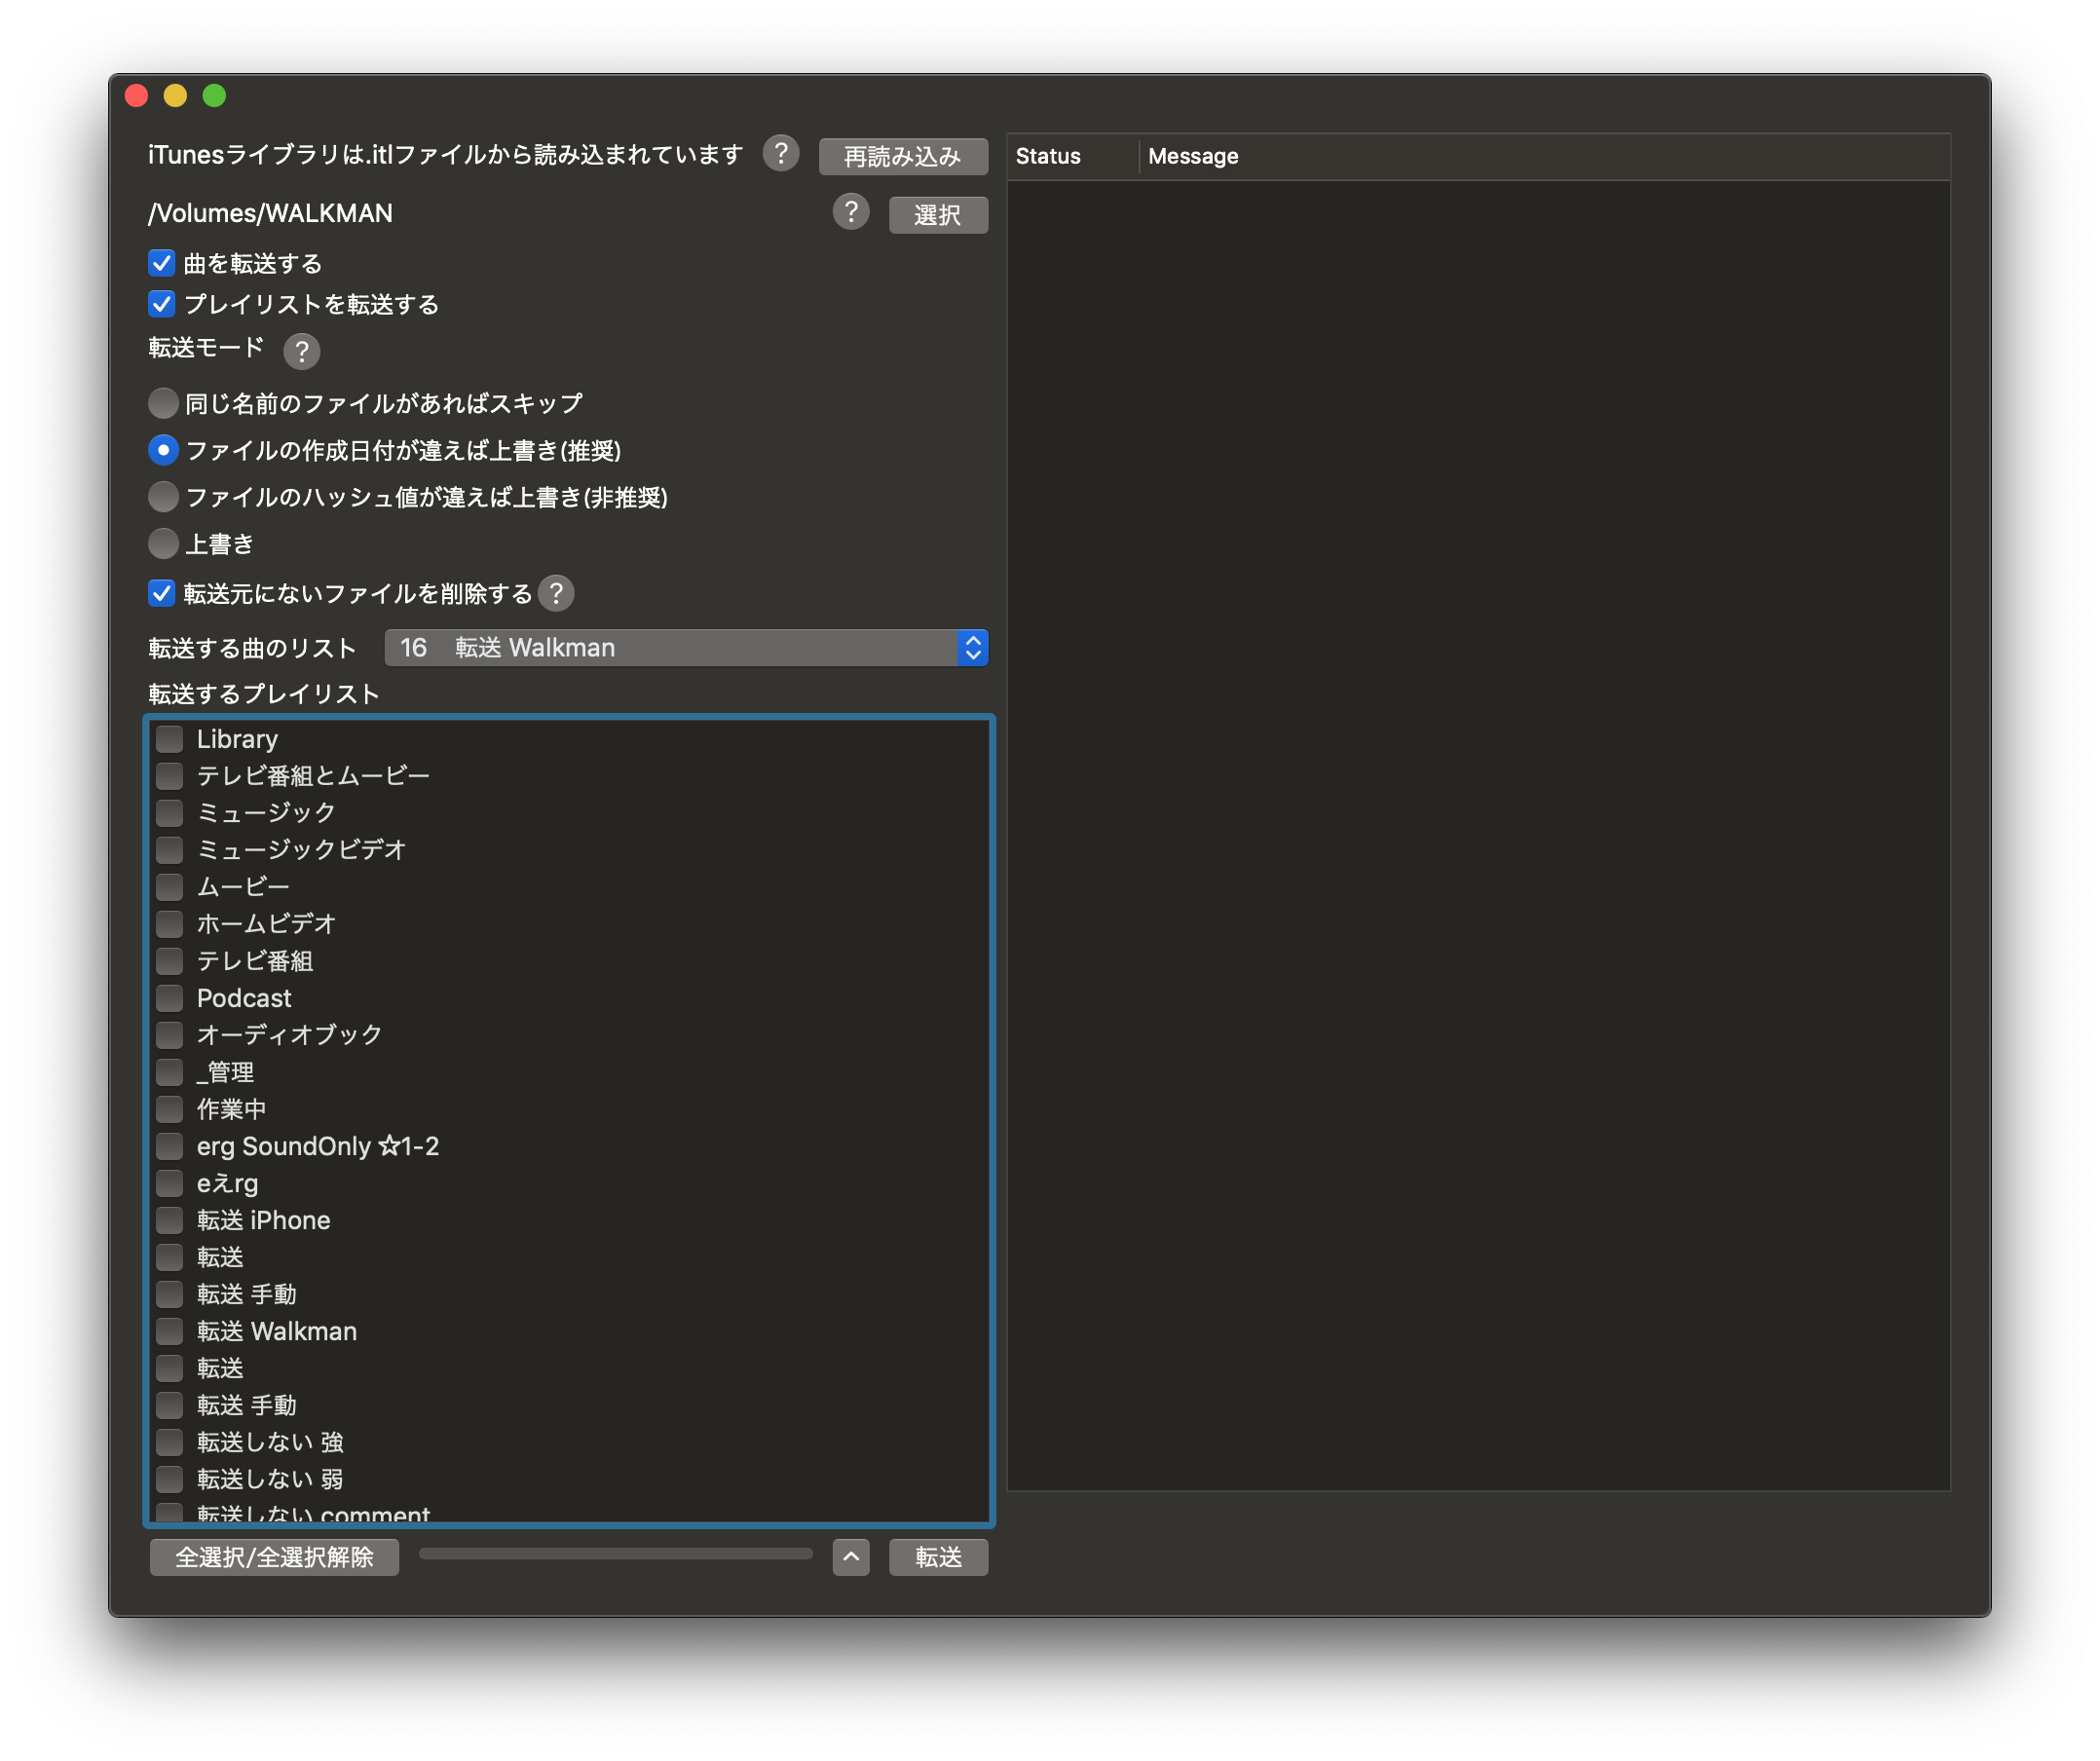 iTunesライブラリは.itlファイルから読み込まれています ? 再読み込み
/Volumes/WALKMAN ? 選択
曲を転送する
プレイリストを転送する
転送モード ?
同じ名前のファイルがあればスキップ
ファイルの作成日付が違えば上書き(推奨)
ファイルのハッシュ値が違えば上書き(非推奨)
上書き
転送元にないファイルを削除する ?
転送する曲のリスト 16 転送 Walkman
転送するプレイリスト
Library
テレビ番組とムービー
ミュージック
ミュージックビデオ
ムービー
ホームビデオ
テレビ番組
Podcast
オーディオブック
_管理
作業中
erg SoundOnly ☆1-2
eえrg
転送 iPhone
転送
転送 手動
転送 Walkman
転送
転送 手動
転送しない 強
転送しない 弱
転送しない comment
全選択/全選択解除 転送
Status Message